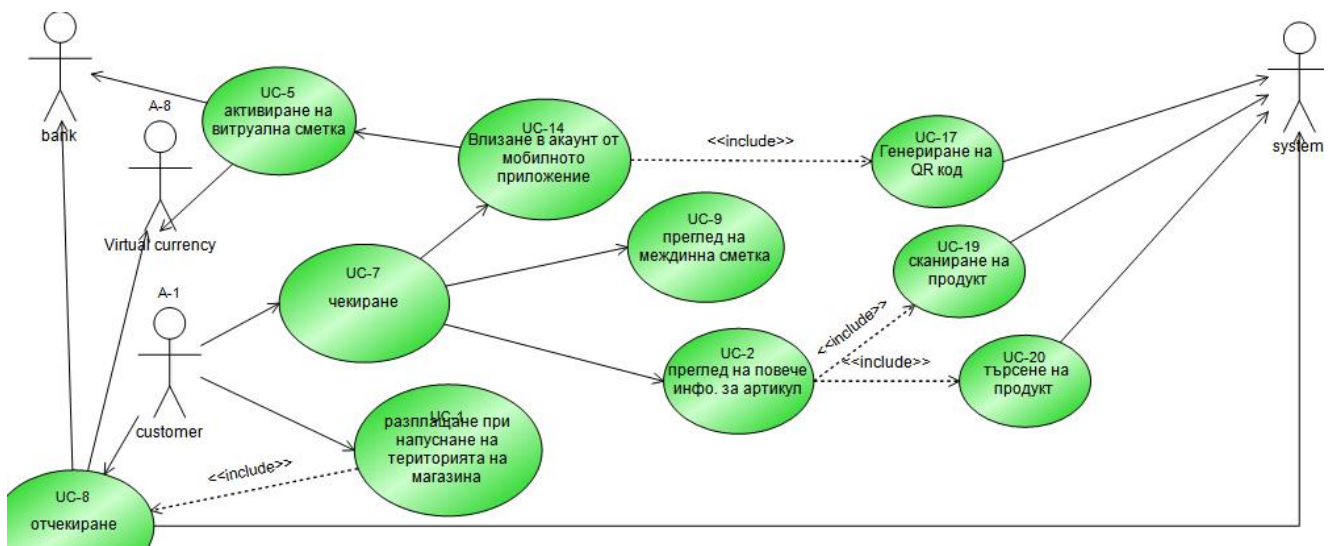 bank
A-8
Virtual currency
UC-5
активиране на
витруална сметка
UC-14
Влизане в акаунт от
мобилното
приложение
<<include>>
UC-17
Генериране на
QR код
system
UC-9
преглед на
междинна сметка
UC-19
сканиране на
продукт
A-1
customer
UC-7
чекиране
<<include>>
UC-2
преглед на повече
инфо. за артикул
<<include>>
UC-20
търсене на
продукт
UC-1
разплащане при
напуснане на
територията на
магазина
<<include>>
UC-8
отчекиране